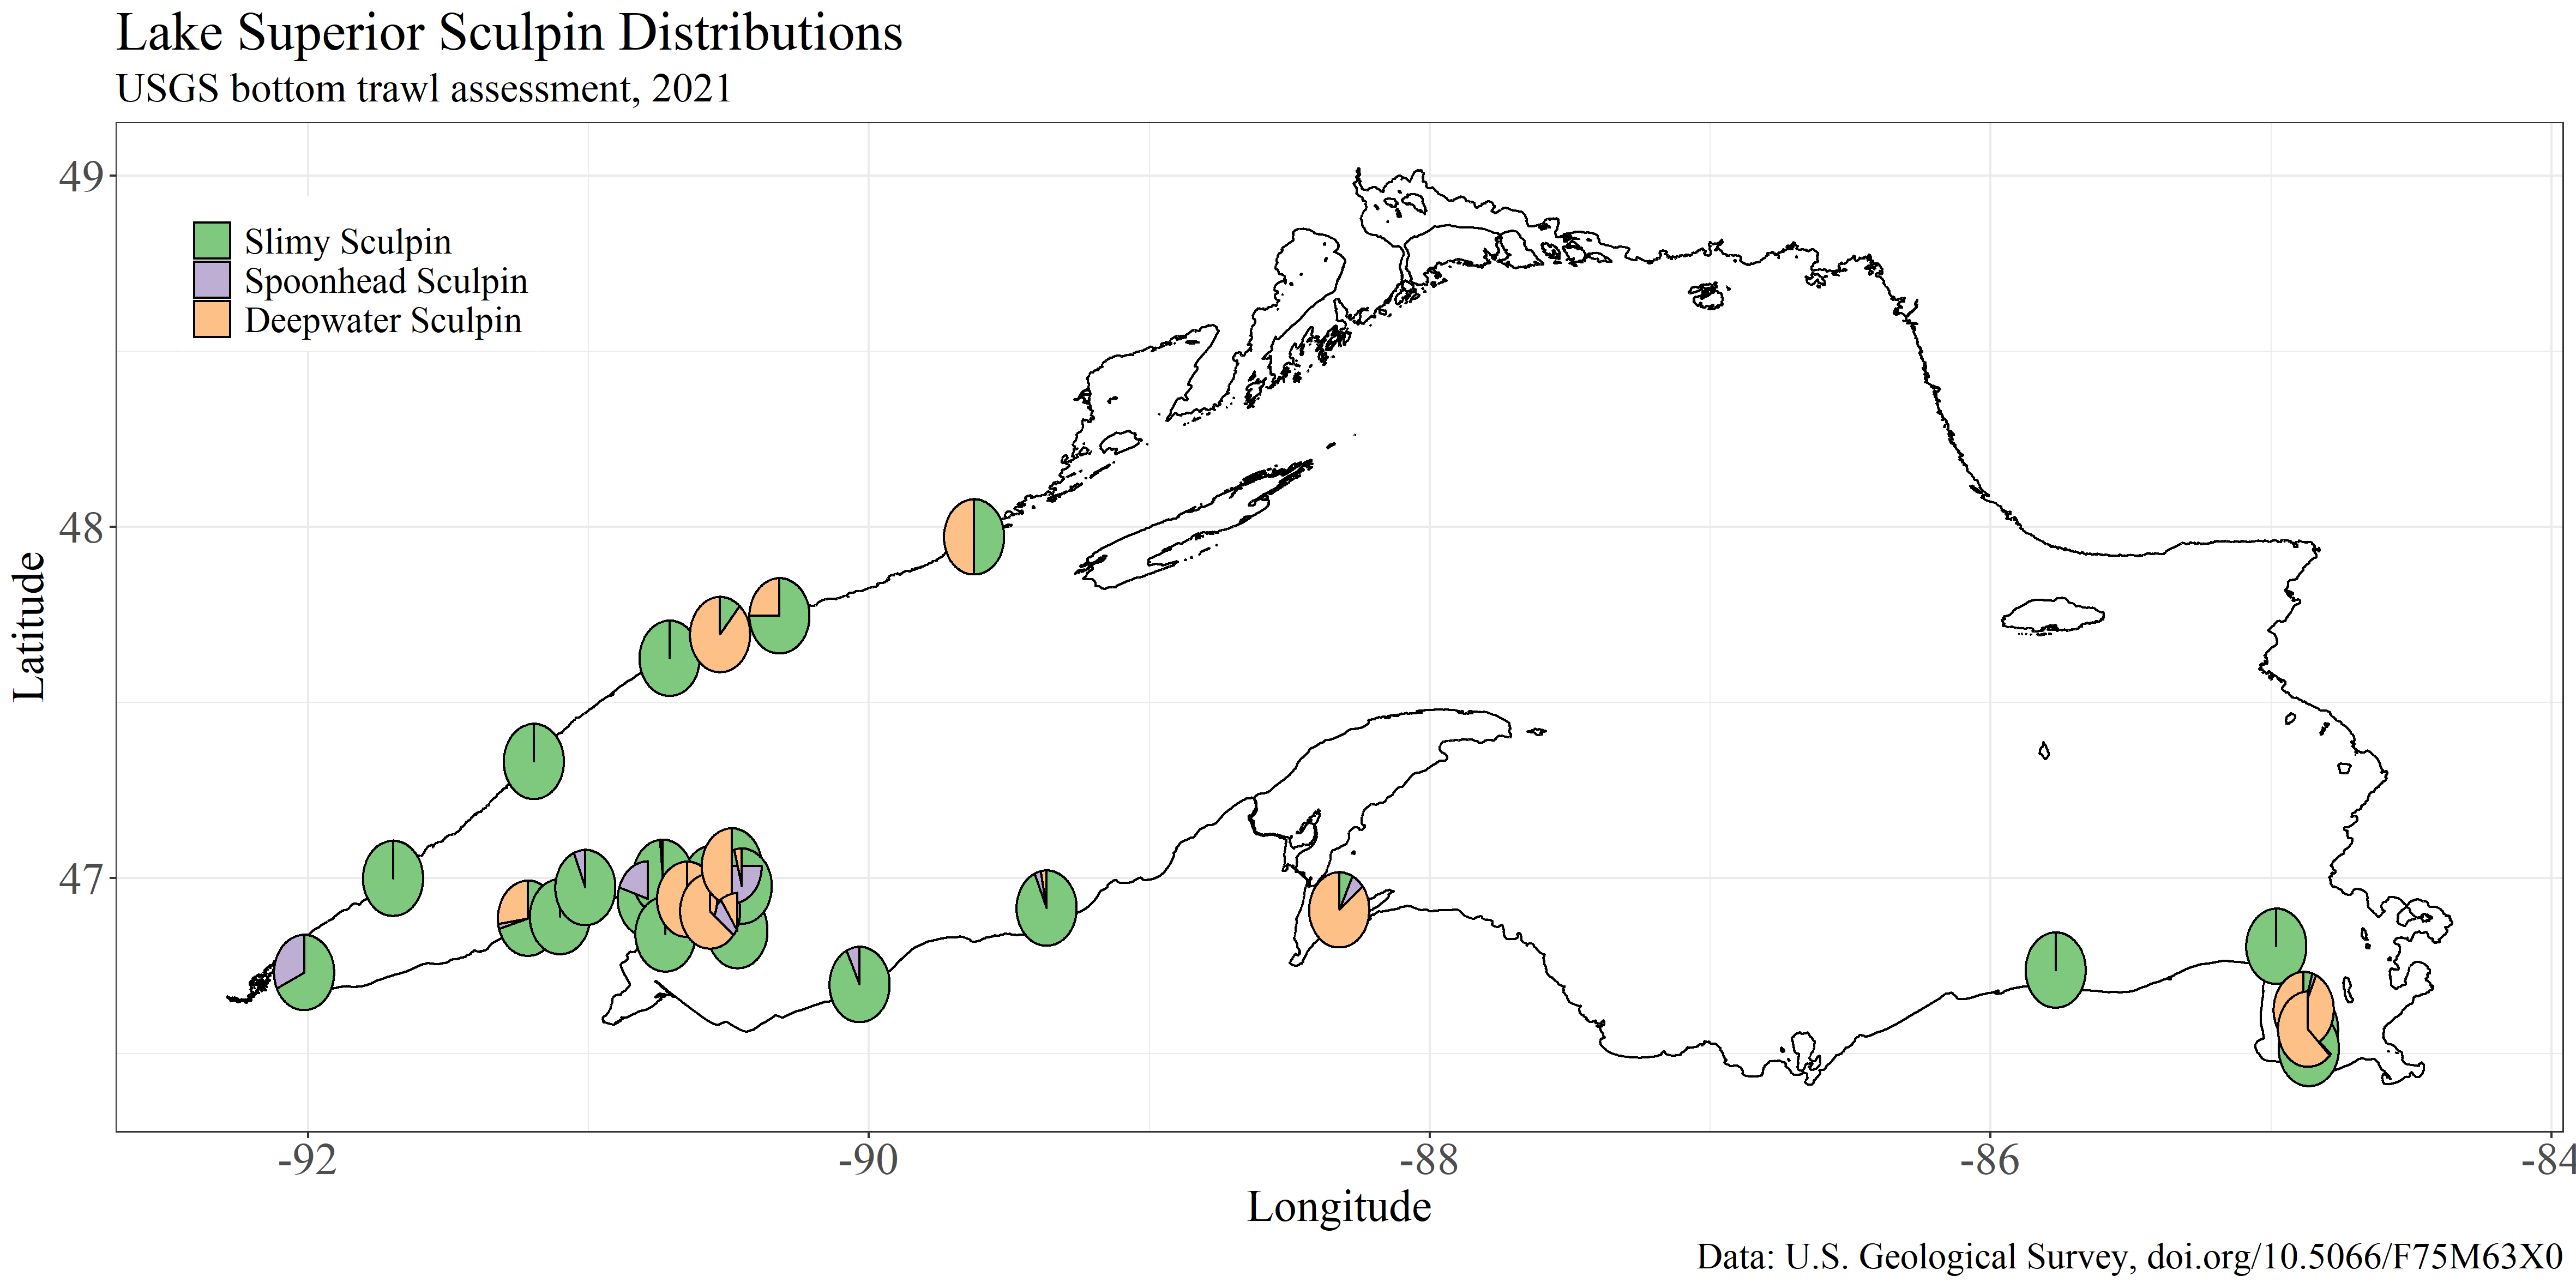 Lake Superior Sculpin Distributions
USGS bottom trawl assessment, 2021
49
Slimy Sculpin
Spoonhead Sculpin
Deepwater Sculpin
48
Latitude
47
-92
-90
-88
-86
-84
Longitude
Data: U.S. Geological Survey, doi.org/10.5066/F75M63X0